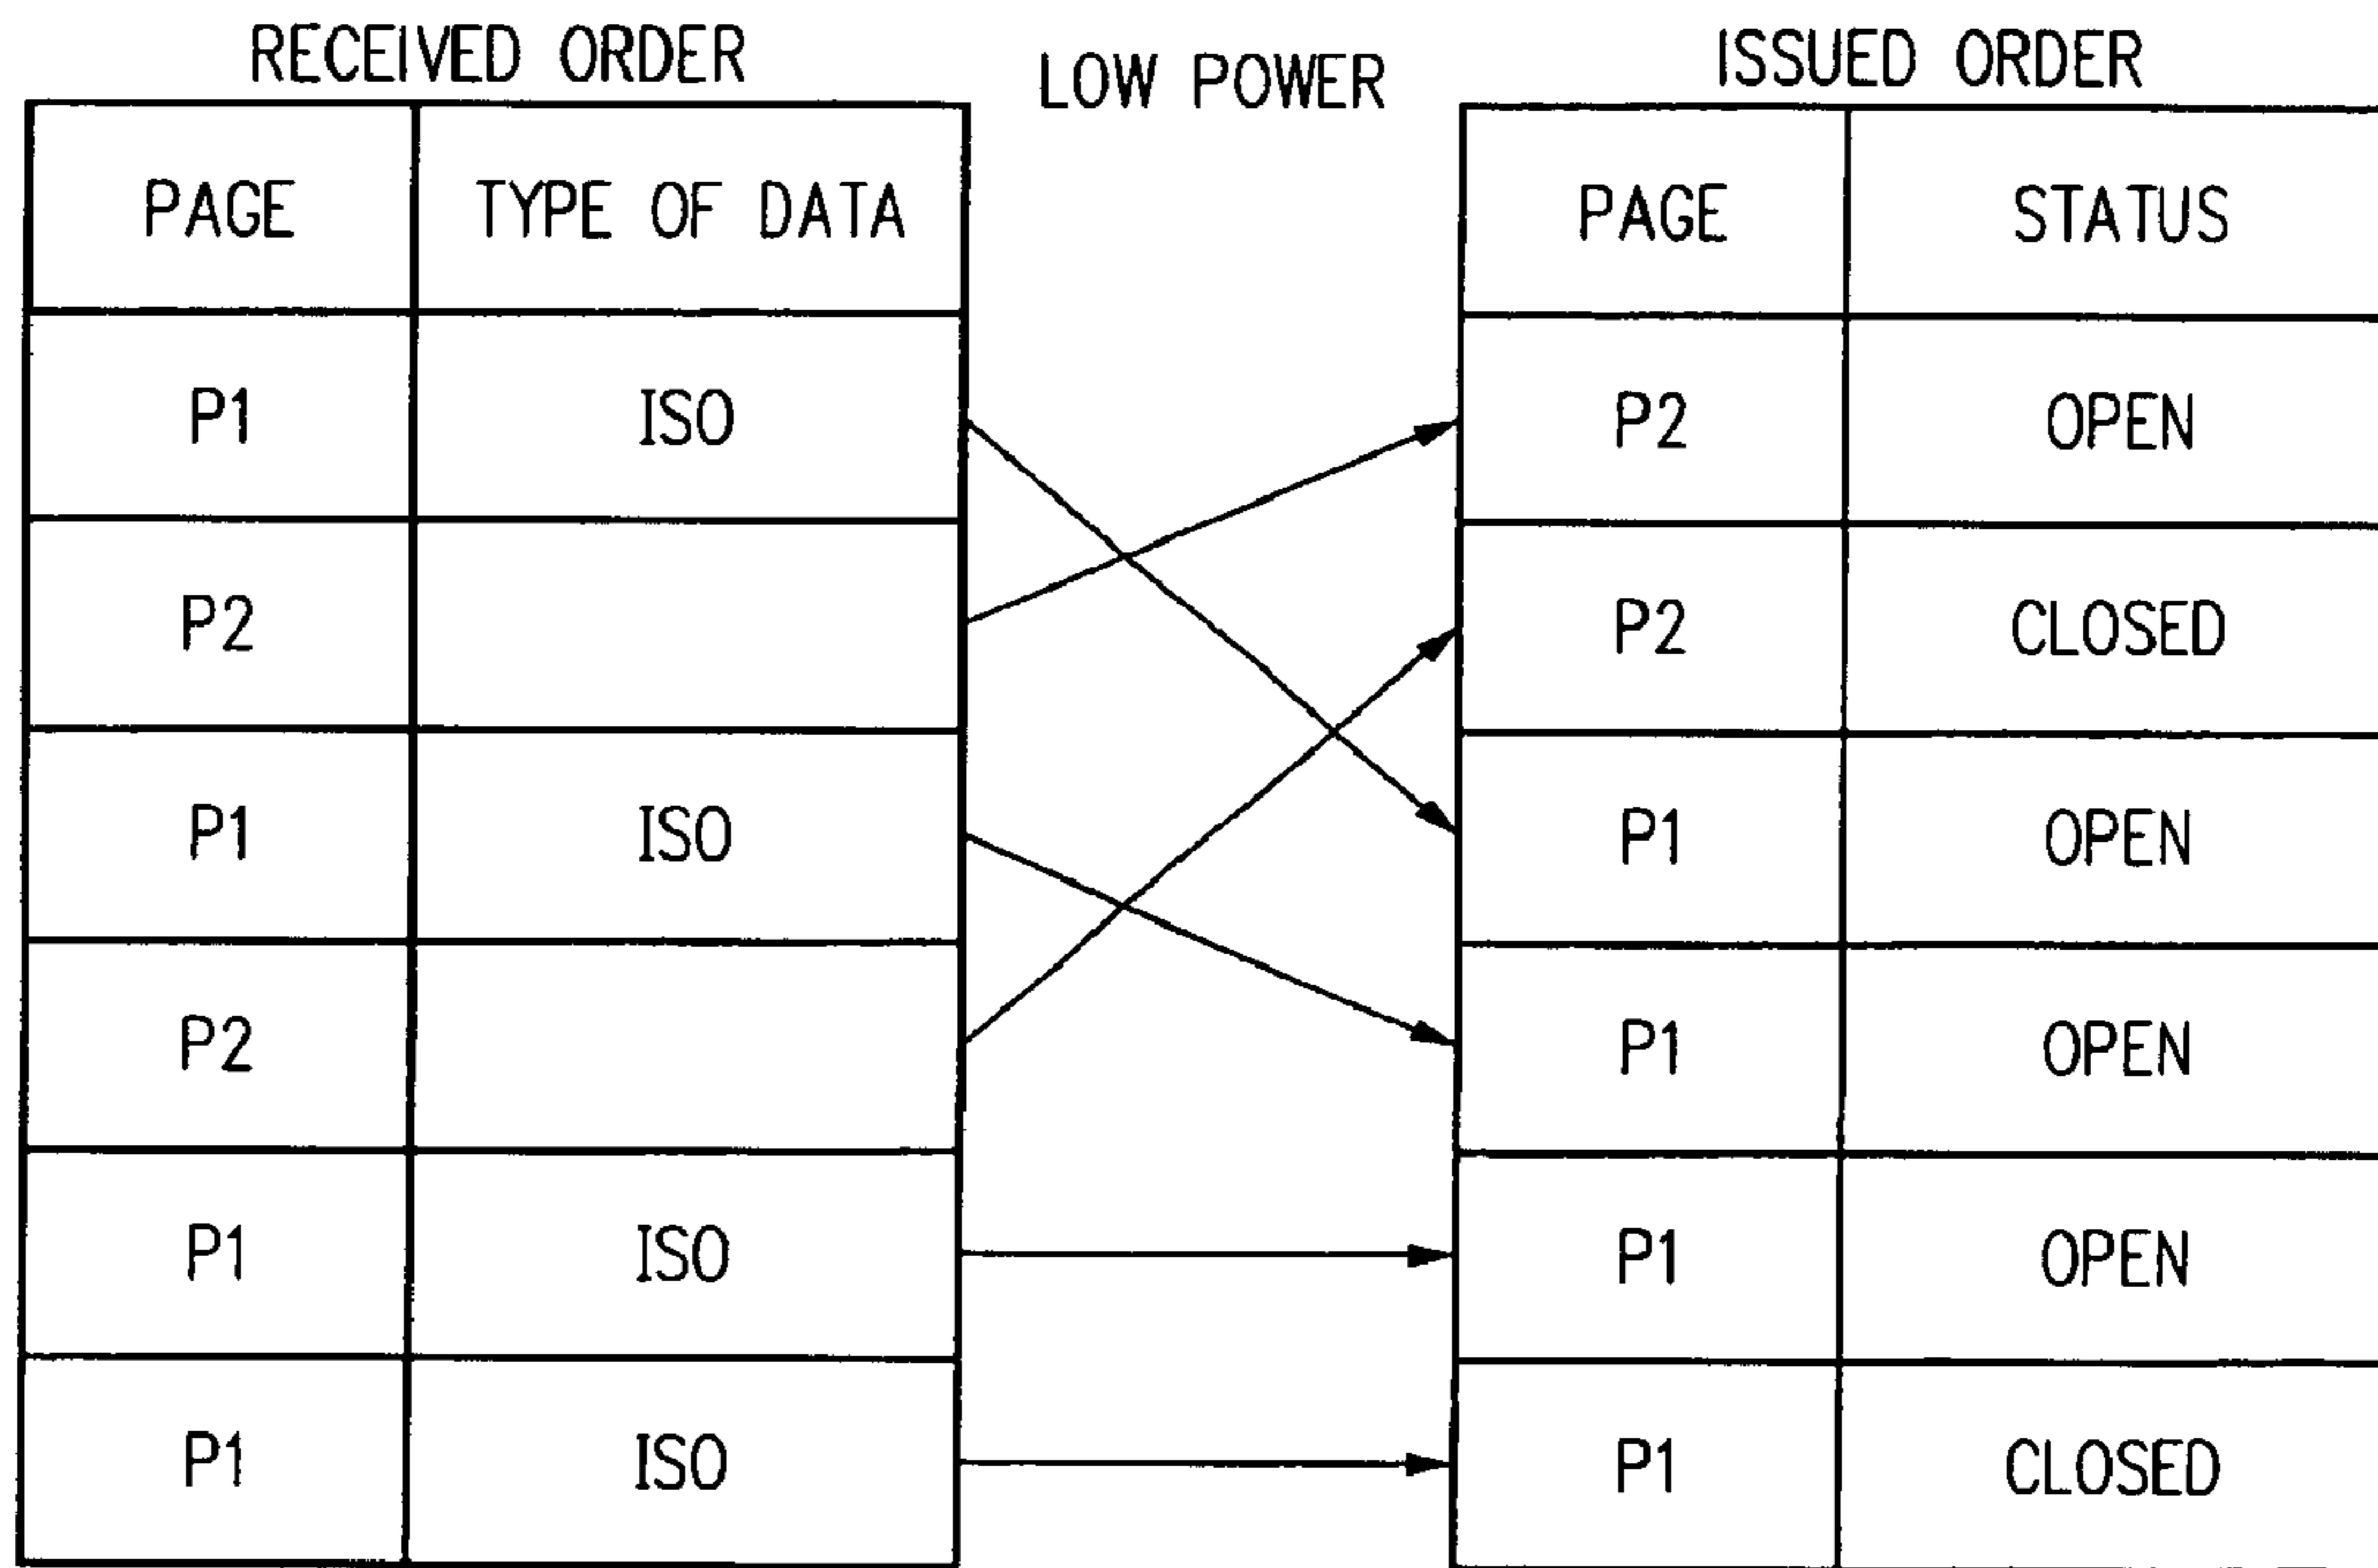 RECEIVED ORDER LOW POWER ISSUED ORDER
PAGE TYPE OF DATA PAGE STATUS
P1 ISO P2 OPEN
P2 P2 CLOSED
P1 ISO P1 OPEN
P2 P1 OPEN
P1 ISO P1 OPEN
P1 ISO P1 CLOSED